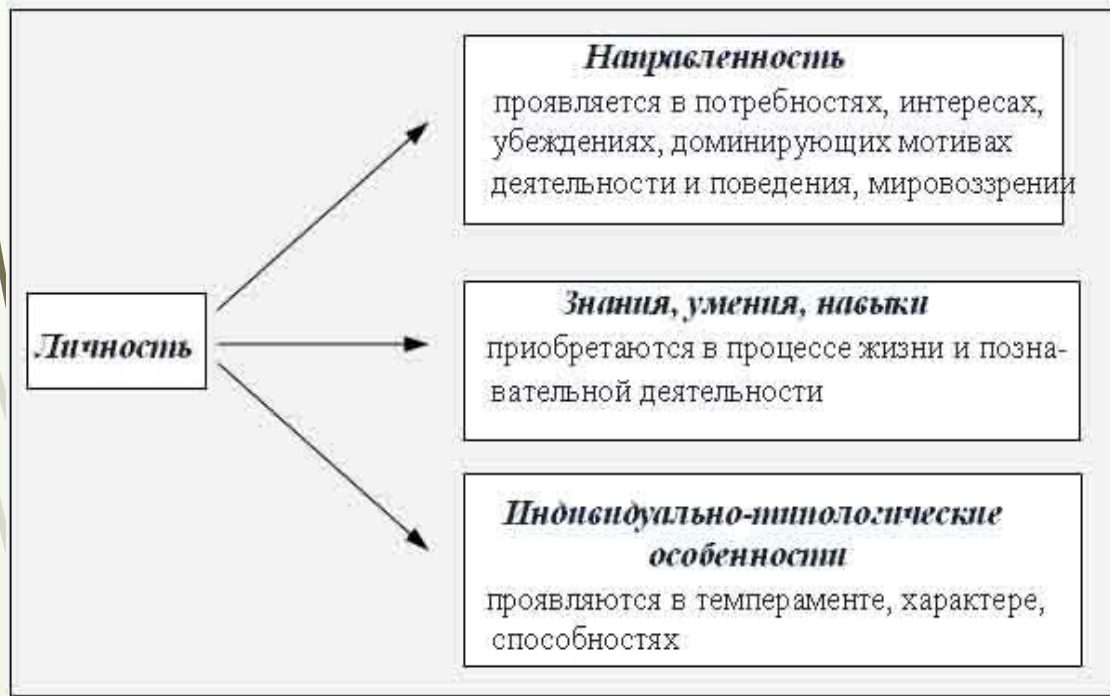 Личность
Направленность
проявляется в потребностях, интересах,
убеждениях, доминирующих мотивах
деятельности и поведения, мировоззрении
Знания, умения, навыки
приобретаются в процессе жизни и позна-
вательной деятельности
Индивидуально-типологические
особенности
проявляются в темпераменте, характере,
способностях